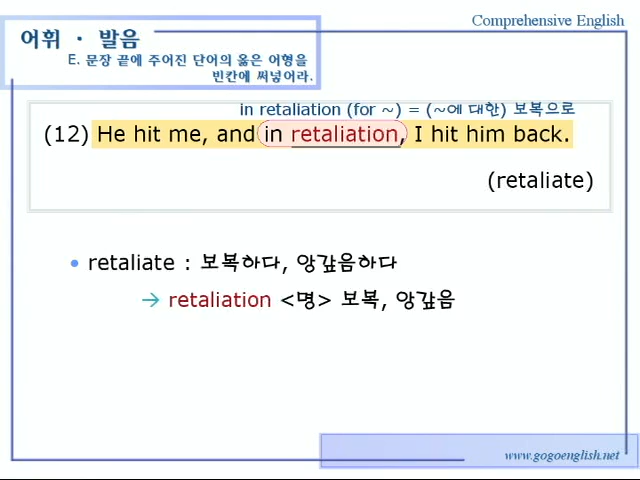 Comprehensive English
어휘 · 발음
E. 문장 끝에 주어진 단어의 옳은 어형을
빈칸에 써넣어라.
in retaliation (for ~) = (~에 대한) 보복으로
(12) He hit me, and in retaliation, I hit him back.
(retaliate)
• retaliate : 보복하다, 앙갚음하다
→ retaliation <명> 보복, 앙갚음
www.gogoenglish.net